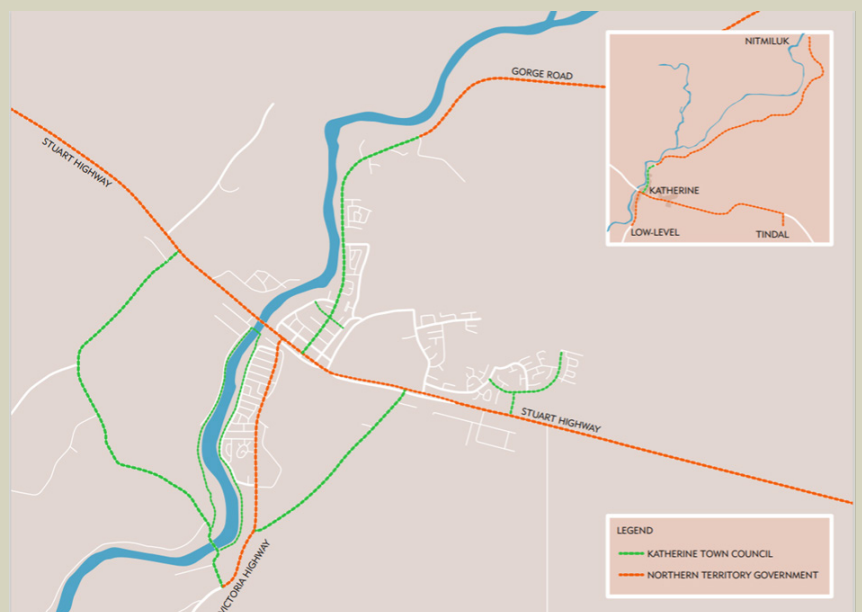 GORGE ROAD
NITMILUK
STUART HIGHWAY
KATHERINE
LOW-LEVEL
TINDAL
STUART HIGHWAY
LEGEND
KATHERINE TOWN COUNCIL
NORTHERN TERRITORY GOVERNMENT
VICTORIA HIGHWAY